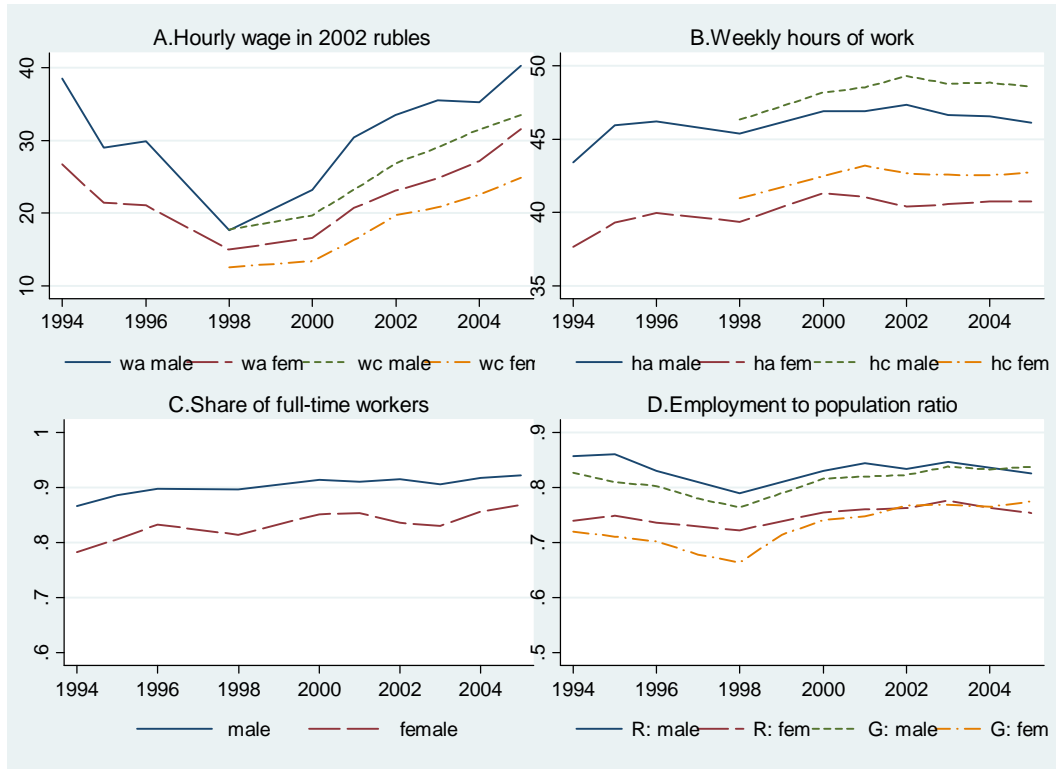 A.Hourly wage in 2002 rubles
40
30
20
10
1994 1996 1998 2000 2002 2004
wa male wa fem wc male wc fem
B.Weekly hours of work
50
45
40
35
1994 1996 1998 2000 2002 2004
ha male ha fem hc male hc fem
C.Share of full-time workers
1
.9
.8
.7
.6
1994 1996 1998 2000 2002 2004
male female
D.Employment to population ratio
.9
.8
.7
.6
.5
1994 1996 1998 2000 2002 2004
R: male R: fem G: male G: fem